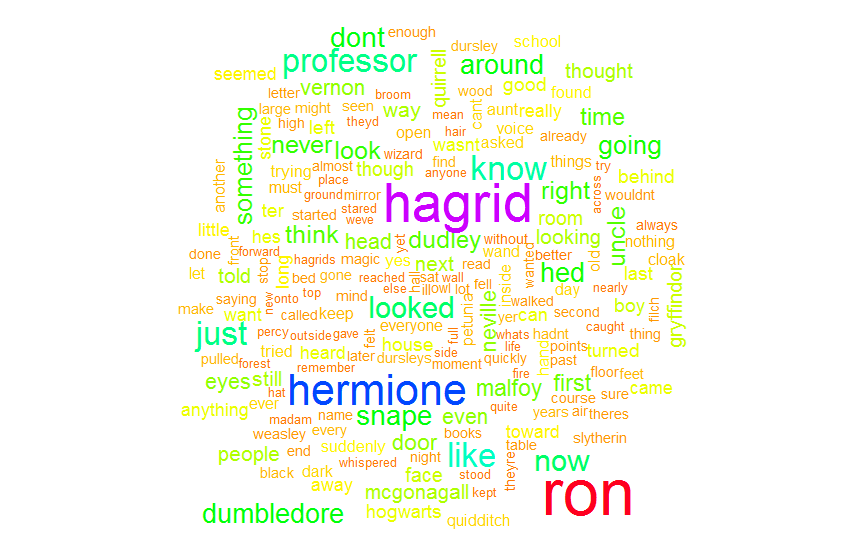 enough
dont
dursley
school
professor
around
quirrell
thought
seemed
vernon
letter
broom
wood
good
found
large
might
seen
theyd
way
mean
cant
aunt
really
time
high
left
open
hair
voice
already
something
stone
never
look
wizard
wasnt
asked
going
trying
almost
though
find
anyone
know
things
try
behind
another
must
place
ground
mirror
hagrid
right
across
wouldnt
little
ter
started
stared
weve
room
uncle
always
hes
think
head
yet
dudley
without
looking
nothing
done
front
forward
hagrids
magic
yes
hall
next
read
wand
wanted
better
old
cloak
let
told
stop
long
bed
gone
reached
sat
wall
fell
inside
hed
last
gryffindor
saying
new
onto
top
mind
else
ill
owl
lot
petunia
day
nearly
boy
filch
make
want
called
keep
looked
neville
yer
walked
can
second
caught
thing
just
percy
outside
gave
felt
everyone
full
whats
hadnt
points
turned
pulled
forest
tried
heard
later
house
dursleys
side
moment
quickly
life
hand
past
remember
fire
floor
feet
eyes
still
hat
hermione
malfoy
first
came
anything
ever
madam
name
snape
even
quite
course
sure
years
air
theres
weasley
every
books
toward
slytherin
people
end
suddenly
door
table
black
dark
whispered
night
face
like
stood
theyre
now
away
mcgonagall
kept
ron
dumbledore
hogwarts
quidditch